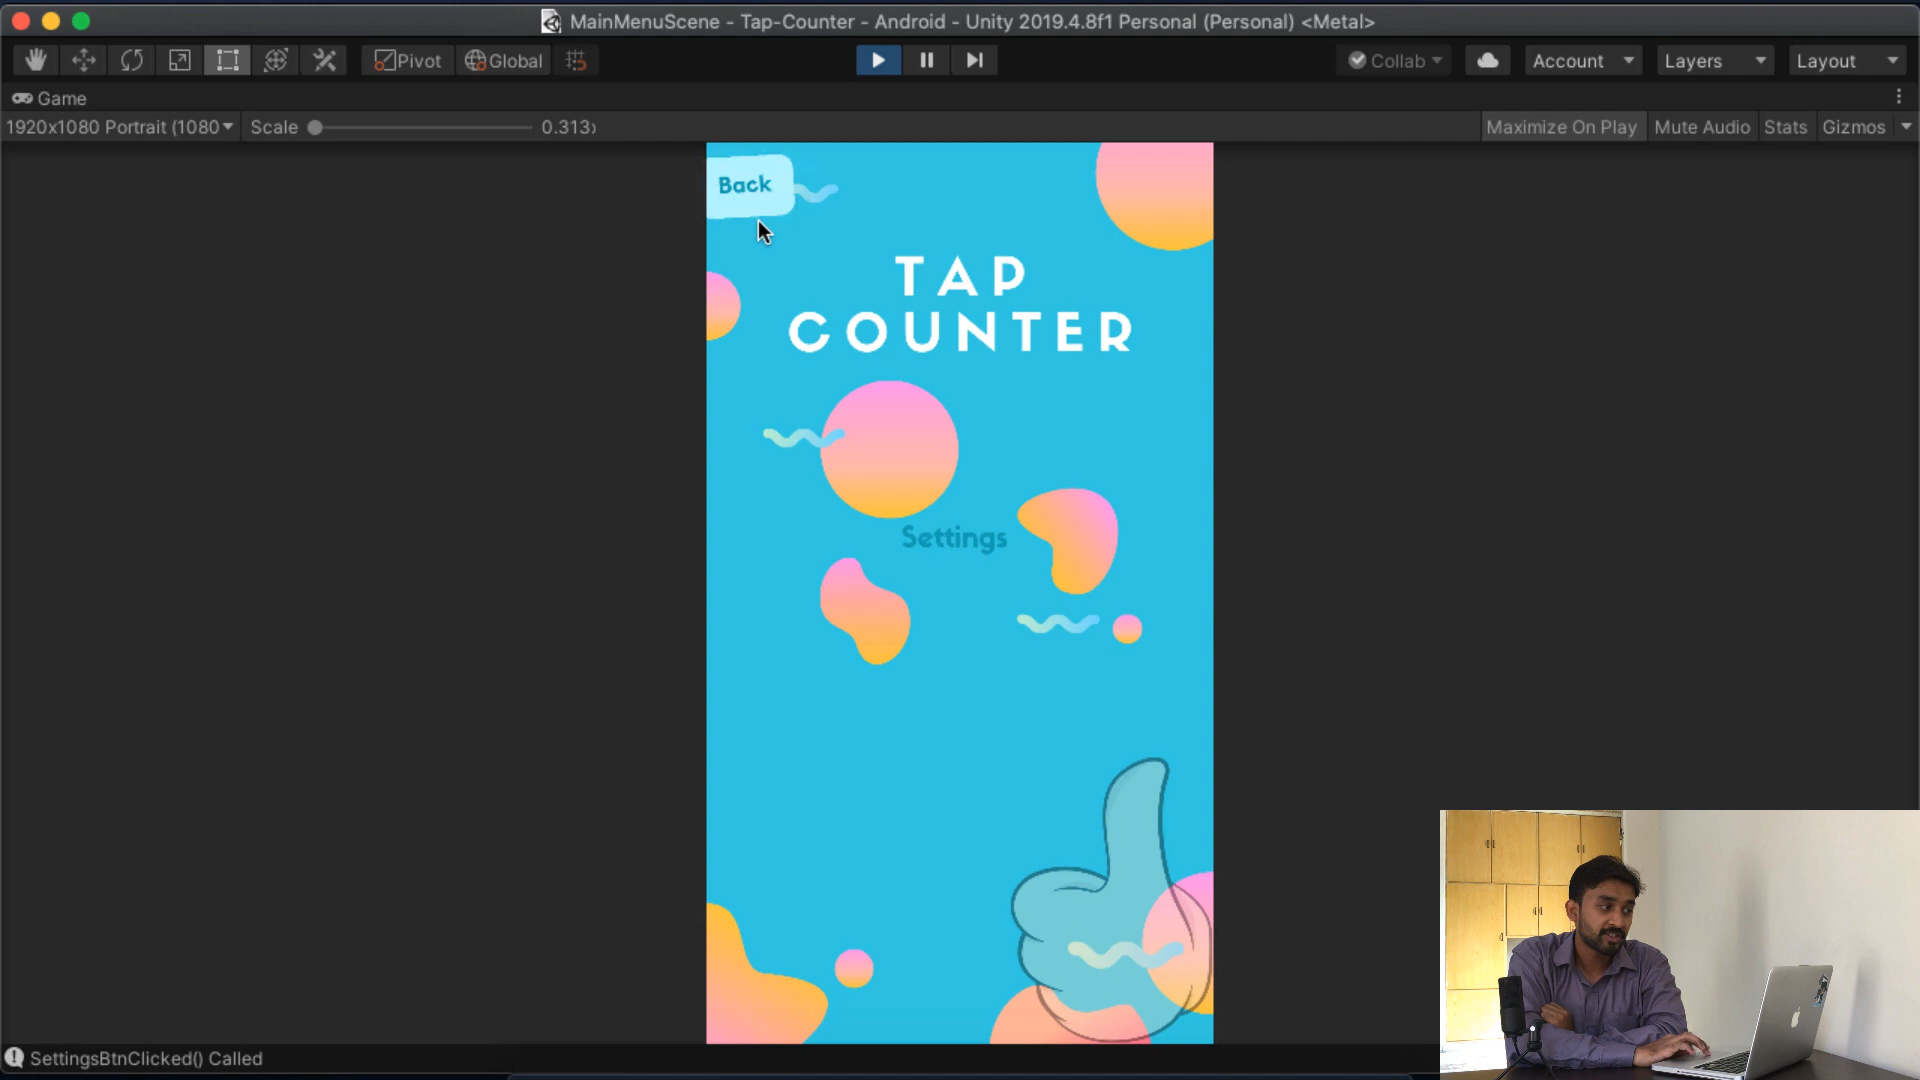 MainMenuScene - Tap-Counter - Android - Unity 2019.4.8f1 Personal (Personal) <Metal>
Pivot
Global
Collab
Account
Layers
Layout
Game
1920x1080 Portrait (1080
Scale
0.313
Maximize On Play
Mute Audio
Stats
Gizmos
Back
TAP
COUNTER
Settings
SettingsBtnClicked() Called